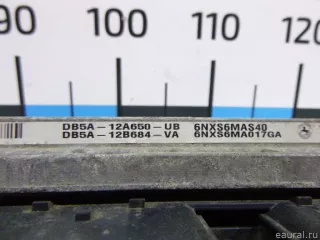 90 100 110 120
DB5A-12A650-UB 6NXS6MAS40
DB5A-12B684-VA 6NXS6MA017GA
eaural.ru